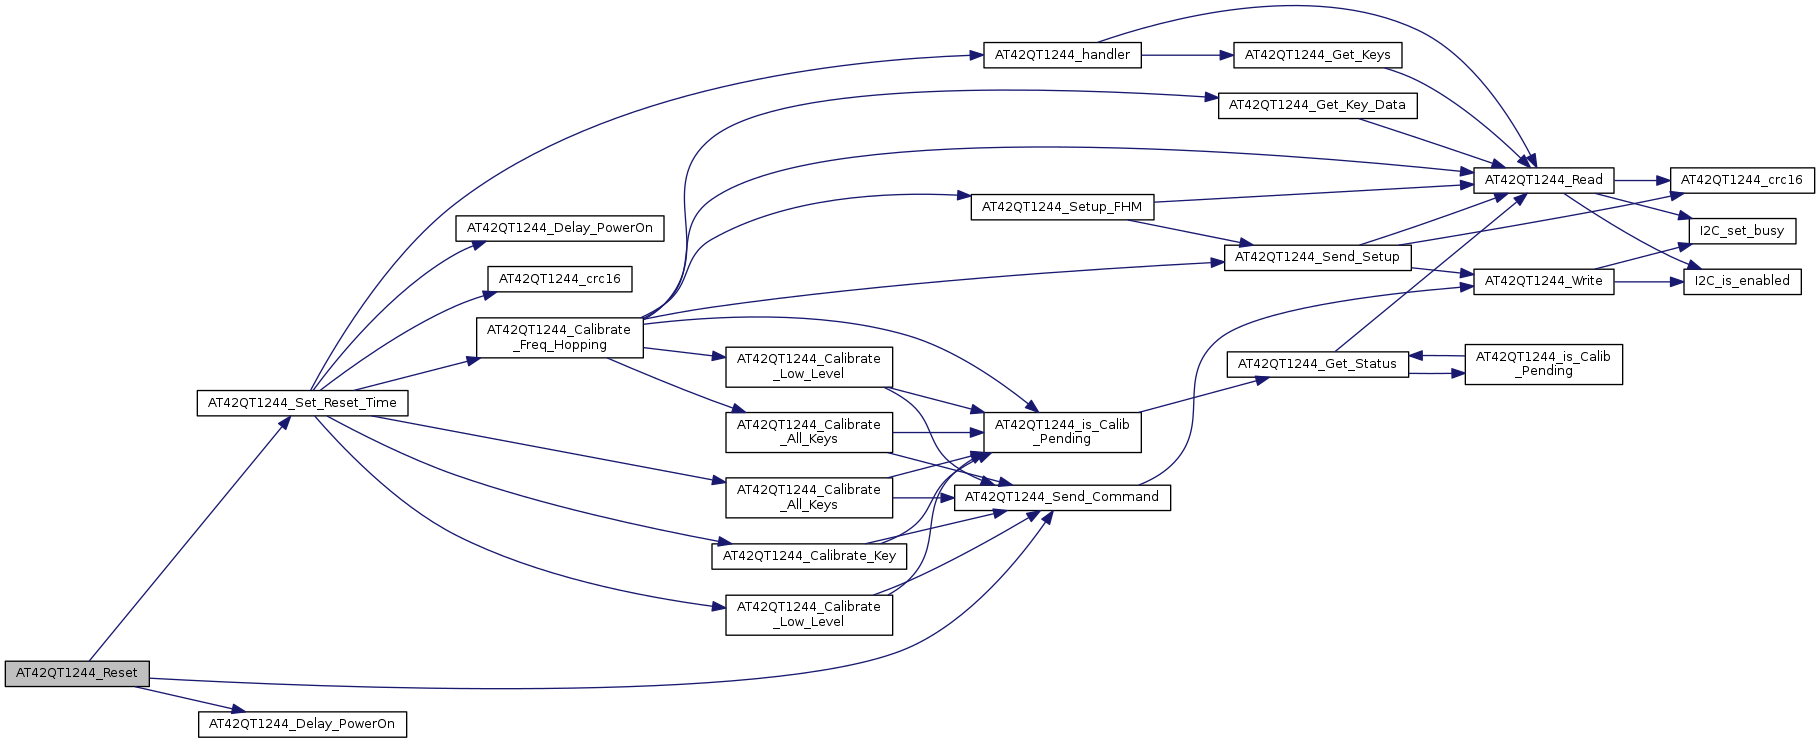 AT42QT1244_handler
AT42QT1244_Get_Keys
AT42QT1244_Get_Key_Data
AT42QT1244_Read
AT42QT1244_crc16
AT42QT1244_Setup_FHM
AT42QT1244_Delay_PowerOn
I2C_set_busy
AT42QT1244_Send_Setup
AT42QT1244_crc16
AT42QT1244_Write
I2C_is_enabled
AT42QT1244_Calibrate
_Freq_Hopping
AT42QT1244_Calibrate
_Low_Level
AT42QT1244_Get_Status
AT42QT1244_is_Calib
_Pending
AT42QT1244_Set_Reset_Time
AT42QT1244_Calibrate
_All_Keys
AT42QT1244_is_Calib
_Pending
AT42QT1244_Calibrate
_All_Keys
AT42QT1244_Send_Command
AT42QT1244_Calibrate_Key
AT42QT1244_Calibrate
_Low_Level
AT42QT1244_Reset
AT42QT1244_Delay_PowerOn